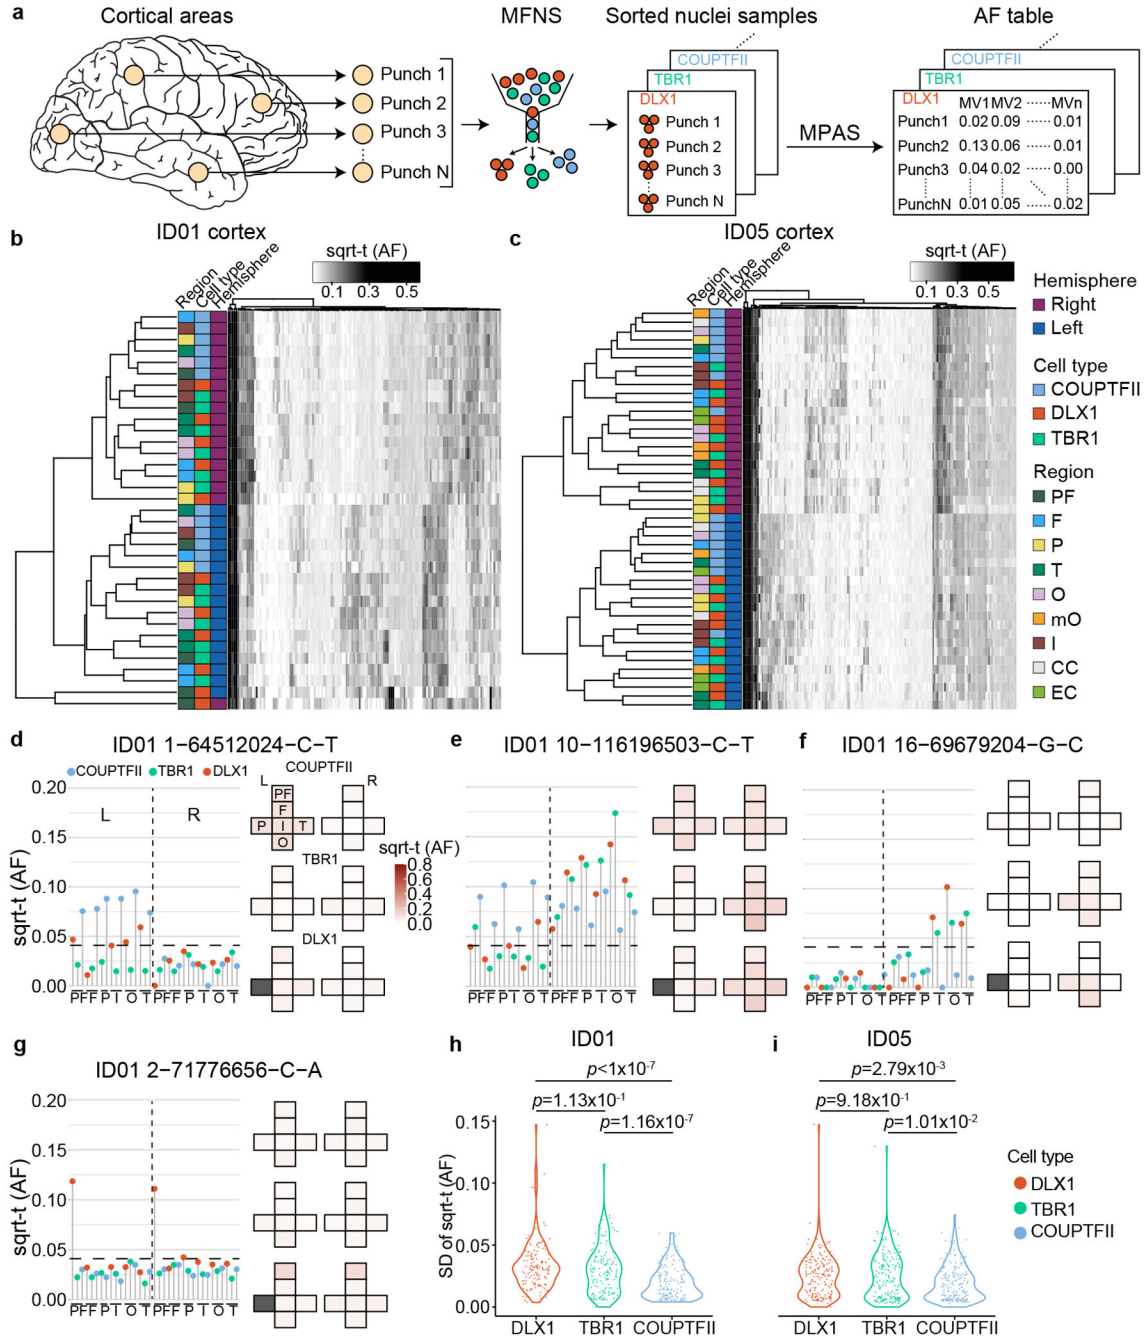 a
Cortical areas
MFNS
Sorted nuclei samples
AF table
Punch 1
Punch 2
Punch 3
Punch N
COUPTFII
TBR1
DLX1
Punch 1
Punch 2
Punch 3
Punch N
MPAS
COUPTFII
TBR1
DLX1
MV1 MV2 ······ MVn
Punch1 0.02 0.09 ······ 0.01
Punch2 0.13 0.06 ······ 0.01
Punch3 0.04 0.02 ······ 0.00
PunchN 0.01 0.05 ······ 0.02
b
ID01 cortex
Region
Cell type
Hemisphere
sqrt-t (AF)
0.1 0.3 0.5
c
ID05 cortex
Region
Cell type
Hemisphere
sqrt-t (AF)
0.1 0.3 0.5
Hemisphere
Right
Left
Cell type
COUPTFII
DLX1
TBR1
Region
PF
F
P
T
O
mO
I
CC
EC
d
ID01 1−64512024−C−T
COUPTFII TBR1 DLX1
sqrt-t (AF)
0.20
0.15
0.10
0.05
0.00
L
R
PF F P I O T PF F P I O T
COUPTFII
L
R
PF
F
P I T
O
TBR1
DLX1
sqrt-t (AF)
0.8
0.6
0.4
0.2
0.0
e
ID01 10−116196503−C−T
PF F P I O T PF F P I O T
f
ID01 16−69679204−G−C
PF F P I O T PF F P I O T
g
ID01 2−71776656−C−A
sqrt-t (AF)
0.20
0.15
0.10
0.05
0.00
PF F P I O T PF F P I O T
h
ID01
p<1x10⁻⁷
p=1.13x10⁻¹
p=1.16x10⁻⁷
SD of sqrt-t (AF)
0.15
0.10
0.05
0.00
DLX1 TBR1 COUPTFII
i
ID05
p=2.79x10⁻³
p=9.18x10⁻¹
p=1.01x10⁻²
DLX1 TBR1 COUPTFII
Cell type
DLX1
TBR1
COUPTFII